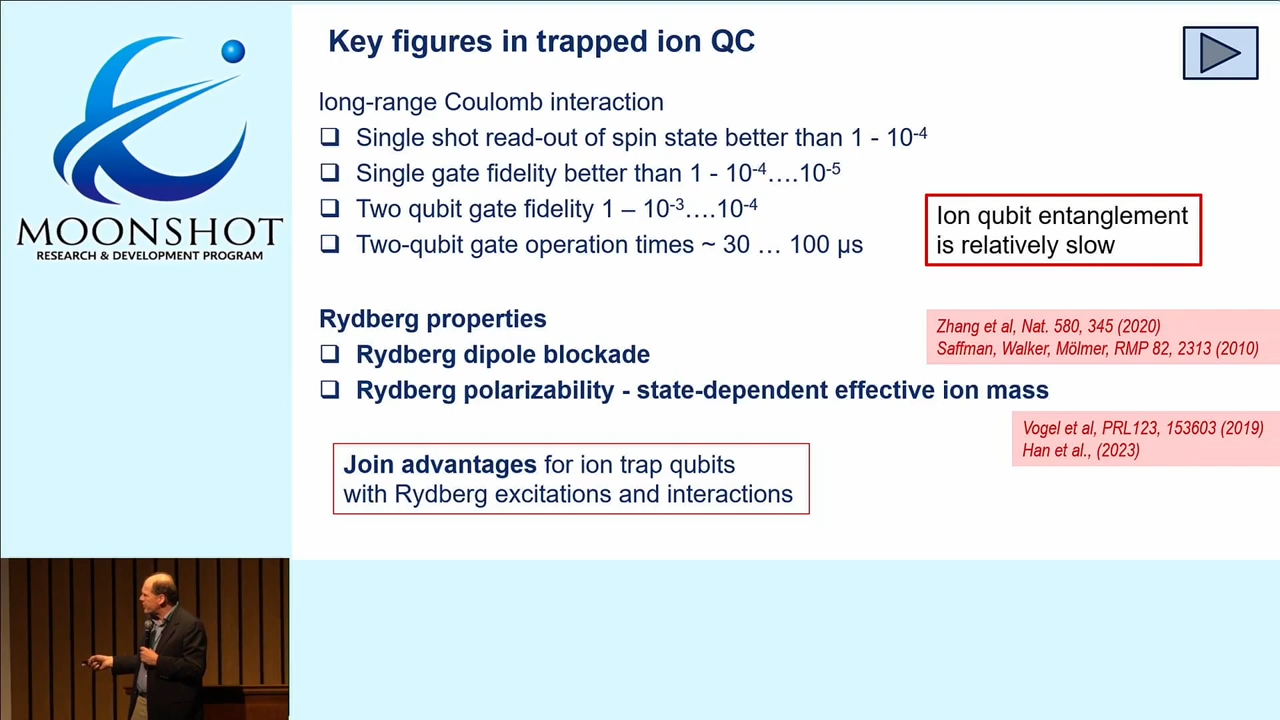 Key figures in trapped ion QC
long-range Coulomb interaction
❑ Single shot read-out of spin state better than 1 - 10⁻⁴
❑ Single gate fidelity better than 1 - 10⁻⁴….10⁻⁵
❑ Two qubit gate fidelity 1 – 10⁻³….10⁻⁴
❑ Two-qubit gate operation times ~ 30 … 100 µs
Ion qubit entanglement
is relatively slow
Rydberg properties
❑ Rydberg dipole blockade
❑ Rydberg polarizability - state-dependent effective ion mass
Zhang et al, Nat. 580, 345 (2020)
Saffman, Walker, Mölmer, RMP 82, 2313 (2010)
Vogel et al, PRL123, 153603 (2019)
Han et al., (2023)
Join advantages for ion trap qubits
with Rydberg excitations and interactions
MOONSHOT
RESEARCH & DEVELOPMENT PROGRAM